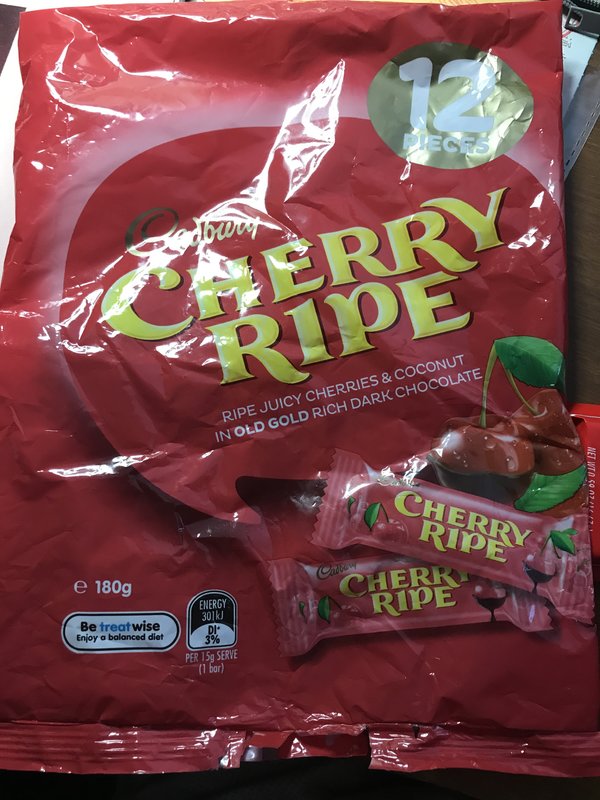 12
PIECES
Cadbury
CHERRY
RIPE
RIPE JUICY CHERRIES & COCONUT
IN OLD GOLD RICH DARK CHOCOLATE
CHERRY
RIPE
Cadbury
CHERRY
RIPE
e 180g
Be treatwise
Enjoy a balanced diet
ENERGY
301kJ
DI*
3%
PER 15g SERVE
(1 bar)